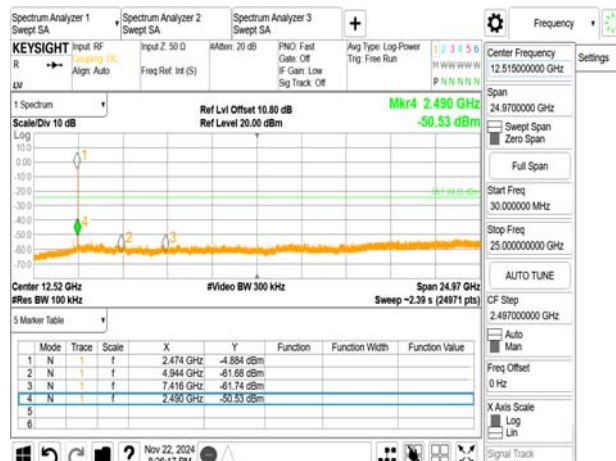 Spectrum Analyzer 1
Swept SA
Spectrum Analyzer 2
Swept SA
Spectrum Analyzer 3
Swept SA
Frequency
KEYSIGHT
R
Input: RF
Coupling: DC
Align: Auto
Input Z: 50 Ω
Freq Ref: Int (S)
#Atten: 20 dB
PNO: Fast
Gate: Off
IF Gain: Low
Sig Track: Off
Avg Type: Log-Power
Trig: Free Run
1 2 3 4 5 6
M W W W W W
P N N N N N
1 Spectrum
Scale/Div 10 dB
Log
Ref Lvl Offset 10.80 dB
Ref Level 20.00 dBm
Mkr4 2.490 GHz
-50.53 dBm
10.0
0.00
-10.0
-20.0
-30.0
-40.0
-50.0
-60.0
-70.0
1
4
2
3
Center 12.52 GHz
#Res BW 100 kHz
#Video BW 300 kHz
Span 24.97 GHz
Sweep ~2.39 s (24971 pts)
5 Marker Table
Mode Trace Scale X Y Function Function Width Function Value
1 N 1 f 2.474 GHz -4.884 dBm
2 N 1 f 4.944 GHz -61.68 dBm
3 N 1 f 7.416 GHz -61.74 dBm
4 N 1 f 2.490 GHz -50.53 dBm
5
6
Nov 22, 2024
Center Frequency
12.515000000 GHz
Span
24.9700000 GHz
Swept Span
Zero Span
Full Span
Start Freq
30.000000 MHz
Stop Freq
25.000000000 GHz
AUTO TUNE
CF Step
2.497000000 GHz
Auto
Man
Freq Offset
0 Hz
X Axis Scale
Log
Lin
Signal Track
Settings